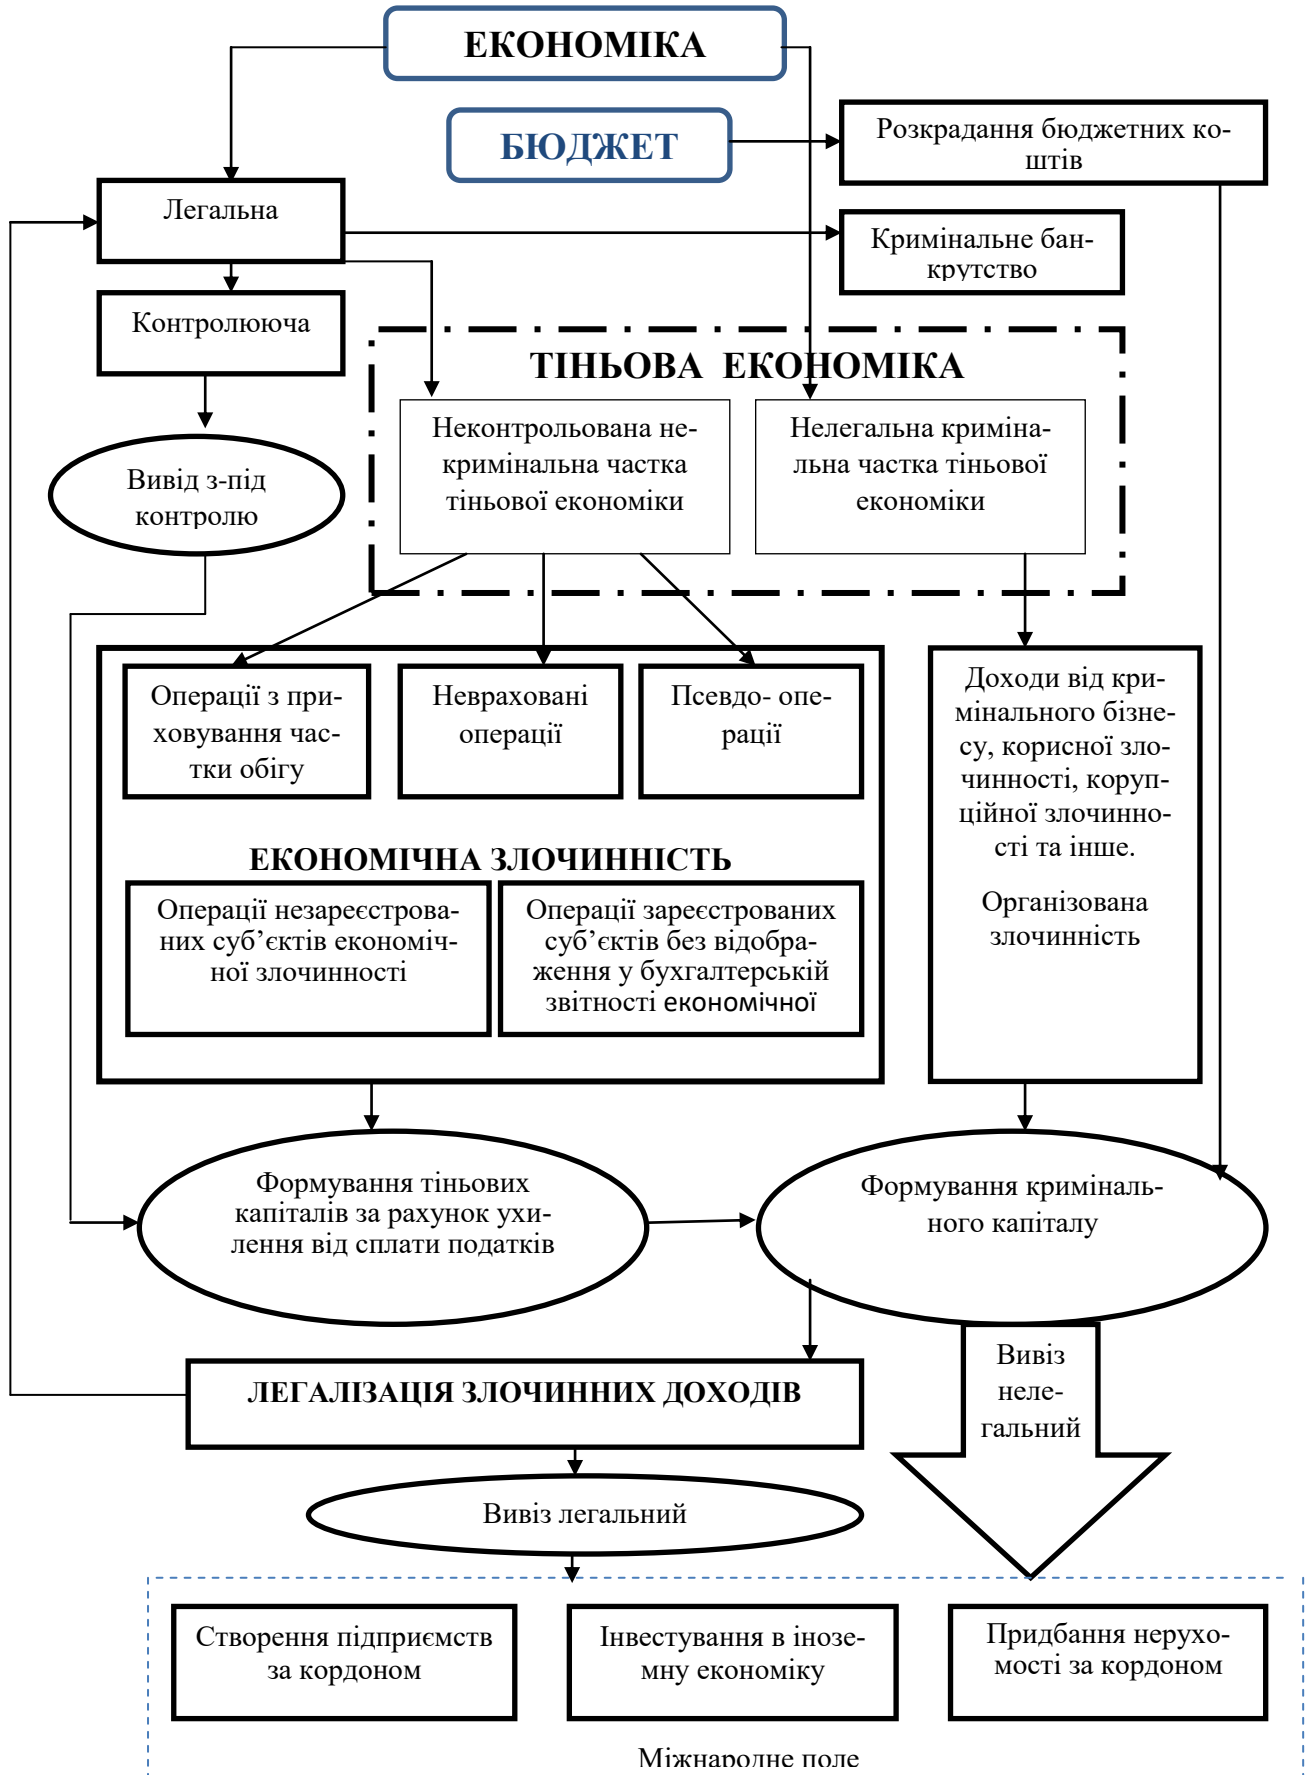 ЕКОНОМІКА
БЮДЖЕТ
Розкрадання бюджетних ко-
штів
Легальна
Кримінальне бан-
крутство
Контролююча
ТІНЬОВА ЕКОНОМІКА
Неконтрольована не-
кримінальна частка
тіньової економіки
Нелегальна криміна-
льна частка тіньової
економіки
Вивід з-під
контролю
Операції з при-
ховування час-
тки обігу
Невраховані
операції
Псевдо- опе-
рації
Доходи від кри-
мінального бізне-
су, корисної зло-
чинності, коруп-
ційної злочинно-
сті та інше.
Організована
злочинність
ЕКОНОМІЧНА ЗЛОЧИННІСТЬ
Операції незареєстрова-
них суб’єктів економіч-
ної злочинності
Операції зареєстрованих
суб’єктів без відобра-
ження у бухгалтерській
звітності економічної
Формування тіньових
капіталів за рахунок ухи-
лення від сплати податків
Формування криміналь-
ного капіталу
Вивіз
неле-
гальний
ЛЕГАЛІЗАЦІЯ ЗЛОЧИННИХ ДОХОДІВ
Вивіз легальний
Створення підприємств
за кордоном
Інвестування в інозе-
мну економіку
Придбання нерухо-
мості за кордоном
Міжнародне поле